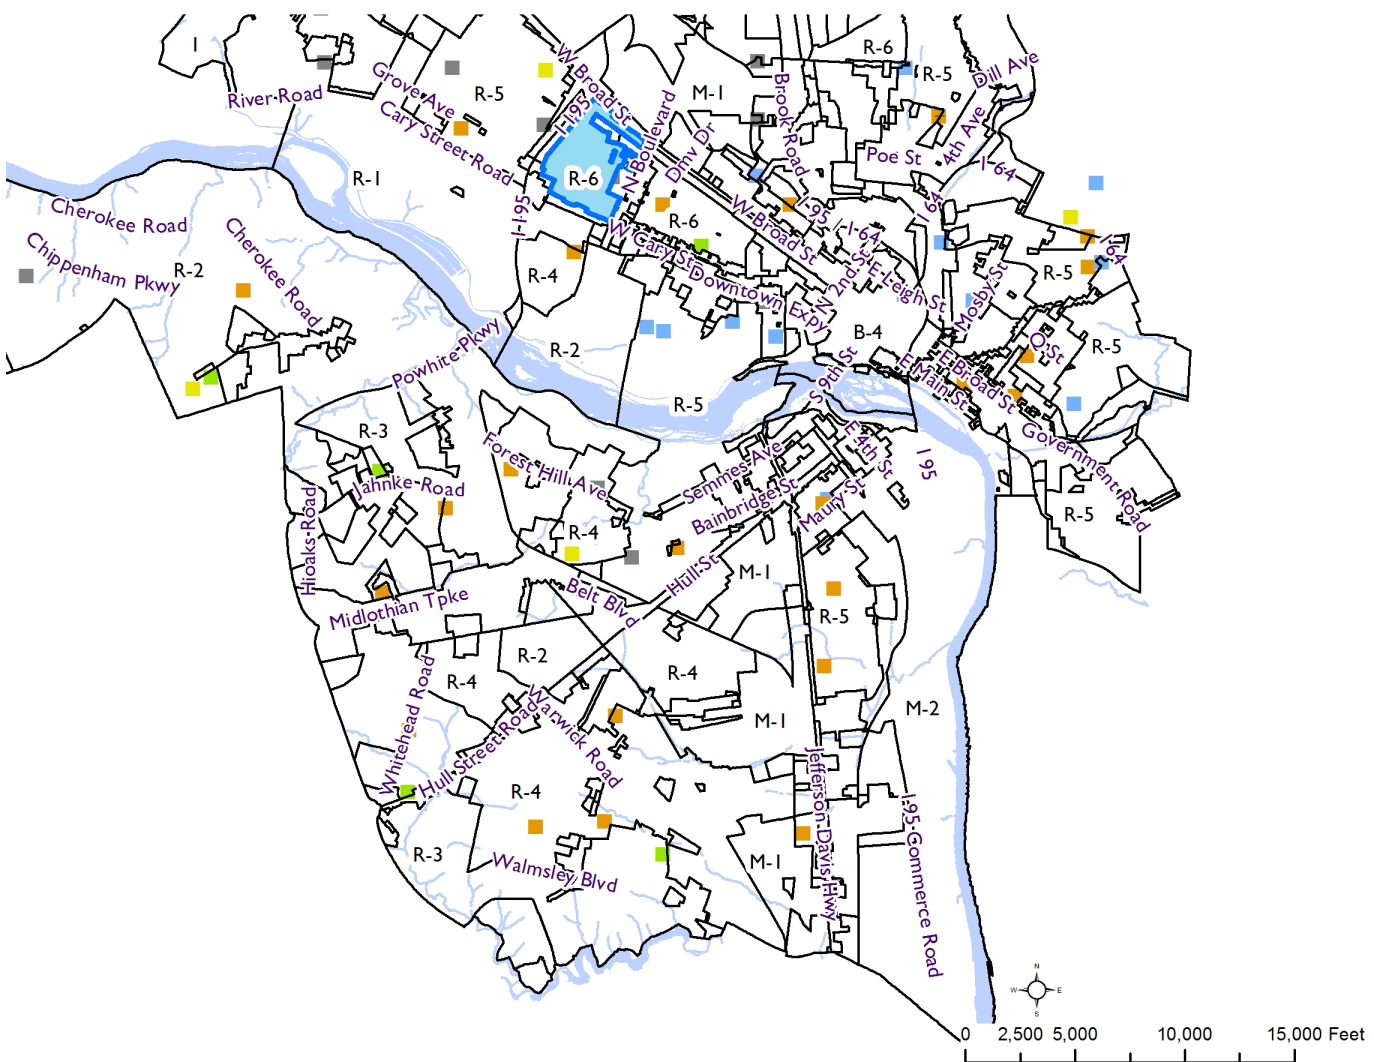 I
R-6
R-5
Dill Ave
W Broad St
Grove Ave
River Road
R-5
M-1
Brook Road
I-I-95
N Boulevard
Cary Street Road
Dmv Dr
Poe St
4th Ave
I-64
R-1
R-6
I-I-95
R-6
W Broad St
I-95
I-I-64
I 64
Cherokee Road
Cherokee Road
Chippenham Pkwy
R-2
W Cary St
R-4
Downtown Expy
N 2nd St
E Leigh St
Mosby St
R-5
I 64
B-4
Powhite Pkwy
R-2
S 9th St
E Main St
E Broad St
Q St
R-5
R-5
R-3
Forest Hill Ave
Semmes Ave
E 4th St
I 95
Government Road
Jahnke Road
Bainbridge St
Maury St
Hioaks Road
R-4
R-5
Hull St
M-1
Belt Blvd
Midlothian Tpke
R-5
R-2
R-4
R-4
Whitehead Road
Warwick Road
Hull Street Road
M-1
M-2
Jefferson Davis Hwy
R-4
I-95 Commerce Road
R-3
Walmsley Blvd
M-1
N
W
E
S
0 2,500 5,000 10,000 15,000 Feet